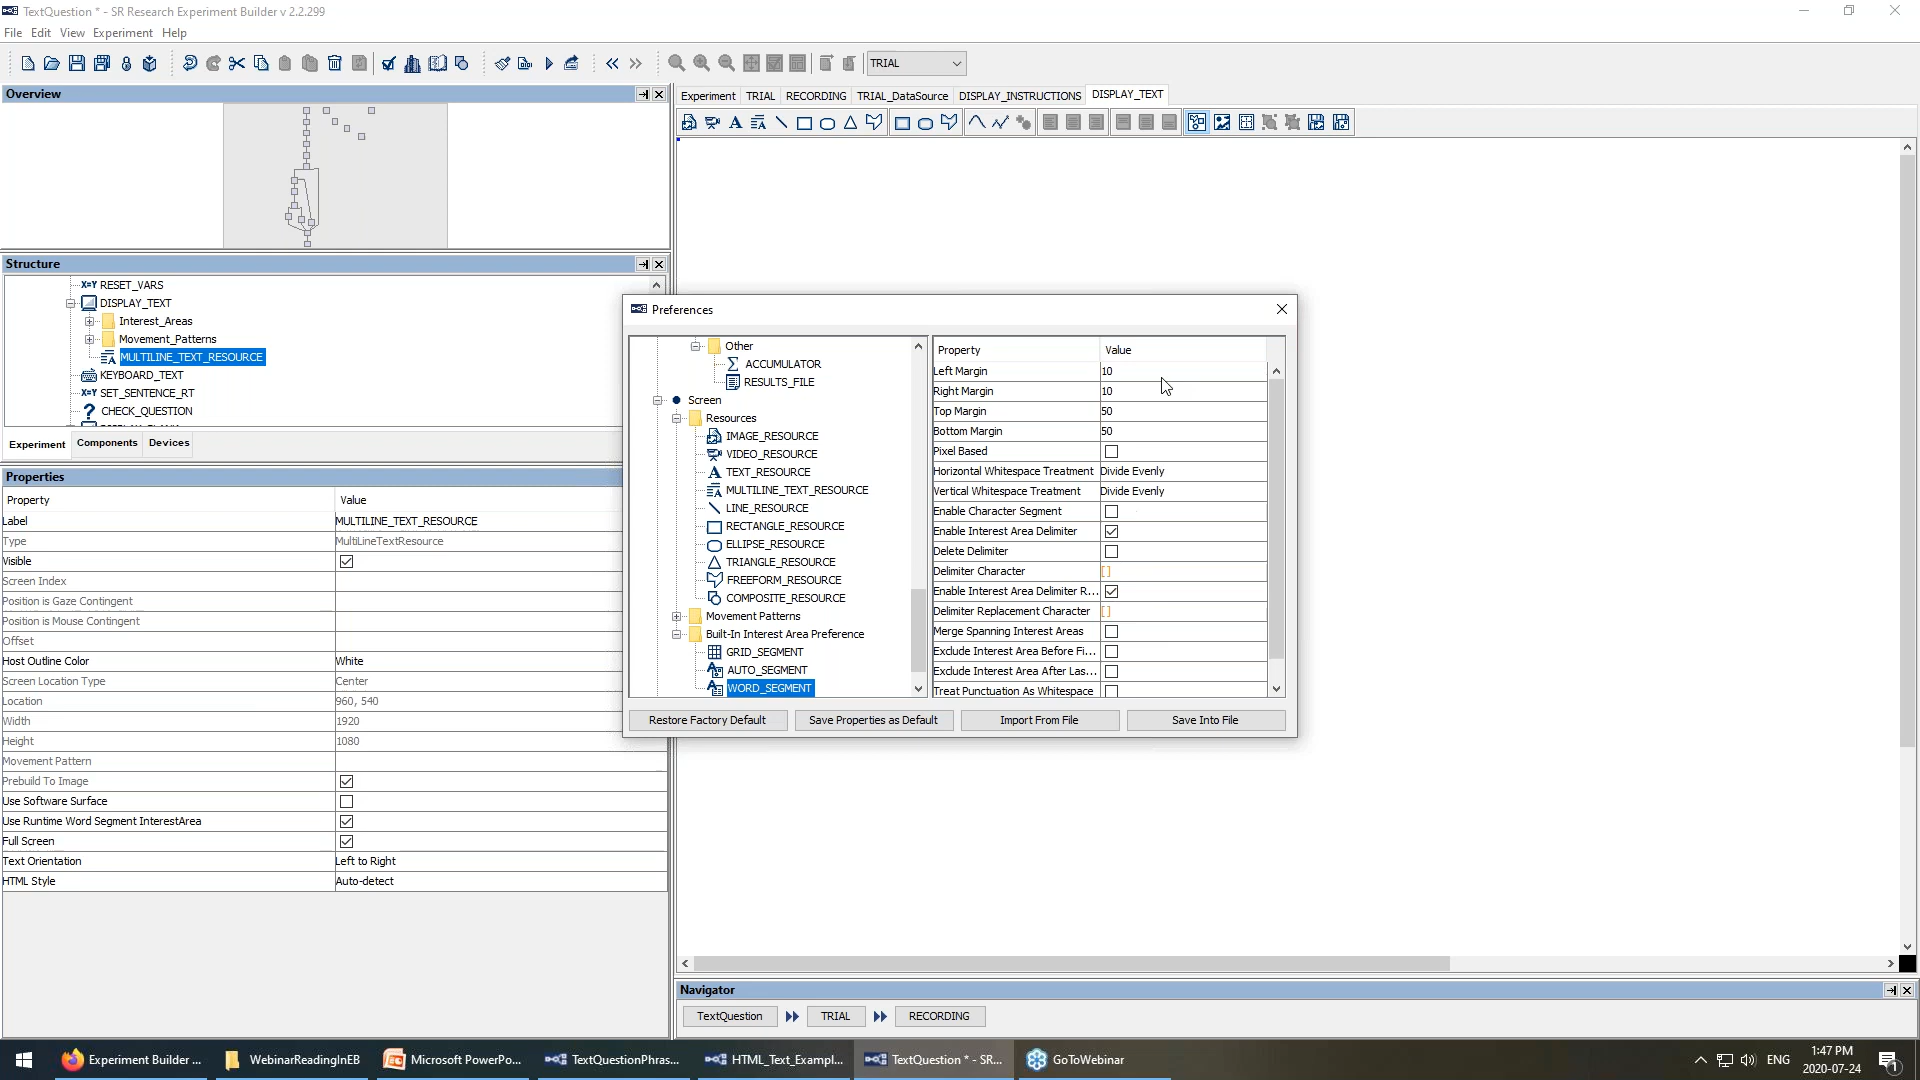 TextQuestion * - SR Research Experiment Builder v 2.2.299
File Edit View Experiment Help
TRIAL
Overview
Structure
X=Y RESET_VARS
DISPLAY_TEXT
Interest_Areas
Movement_Patterns
MULTILINE_TEXT_RESOURCE
KEYBOARD_TEXT
X=Y SET_SENTENCE_RT
CHECK_QUESTION
Experiment Components Devices
Properties
Property Value
Label MULTILINE_TEXT_RESOURCE
Type MultiLineTextResource
Visible
Screen Index
Position is Gaze Contingent
Position is Mouse Contingent
Offset
Host Outline Color White
Screen Location Type Center
Location 960, 540
Width 1920
Height 1080
Movement Pattern
Prebuild To Image
Use Software Surface
Use Runtime Word Segment InterestArea
Full Screen
Text Orientation Left to Right
HTML Style Auto-detect
Experiment TRIAL RECORDING TRIAL_DataSource DISPLAY_INSTRUCTIONS DISPLAY_TEXT
Preferences
Other
ACCUMULATOR
RESULTS_FILE
Screen
Resources
IMAGE_RESOURCE
VIDEO_RESOURCE
TEXT_RESOURCE
MULTILINE_TEXT_RESOURCE
LINE_RESOURCE
RECTANGLE_RESOURCE
ELLIPSE_RESOURCE
TRIANGLE_RESOURCE
FREEFORM_RESOURCE
COMPOSITE_RESOURCE
Movement Patterns
Built-In Interest Area Preference
GRID_SEGMENT
AUTO_SEGMENT
WORD_SEGMENT
Property Value
Left Margin 10
Right Margin 10
Top Margin 50
Bottom Margin 50
Pixel Based
Horizontal Whitespace Treatment Divide Evenly
Vertical Whitespace Treatment Divide Evenly
Enable Character Segment
Enable Interest Area Delimiter
Delete Delimiter
Delimiter Character []
Enable Interest Area Delimiter R...
Delimiter Replacement Character []
Merge Spanning Interest Areas
Exclude Interest Area Before Fi...
Exclude Interest Area After Las...
Treat Punctuation As Whitespace
Restore Factory Default Save Properties as Default Import From File Save Into File
Navigator
TextQuestion TRIAL RECORDING
Experiment Builder ... WebinarReadingInEB Microsoft PowerPo... TextQuestionPhras... HTML_Text_Exampl... TextQuestion * - SR... GoToWebinar
ENG 1:47 PM
2020-07-24
1